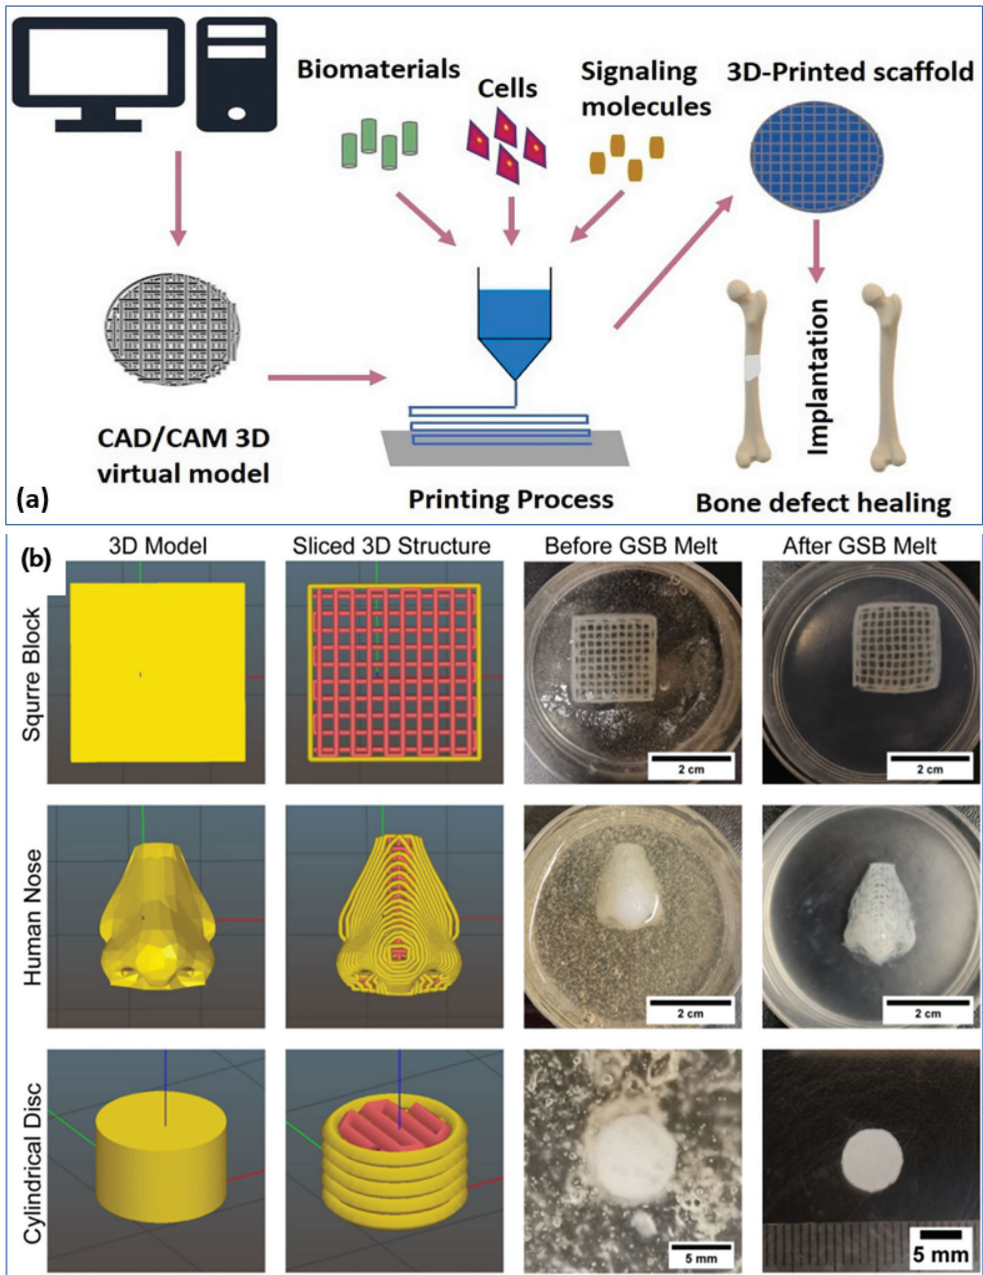 Biomaterials
Cells
Signaling
molecules
3D-Printed scaffold
CAD/CAM 3D
virtual model
Printing Process
Implantation
Bone defect healing
(a)
(b)
3D Model
Sliced 3D Structure
Before GSB Melt
After GSB Melt
Squrre Block
2 cm
2 cm
Human Nose
2 cm
2 cm
Cylindrical Disc
5 mm
5 mm